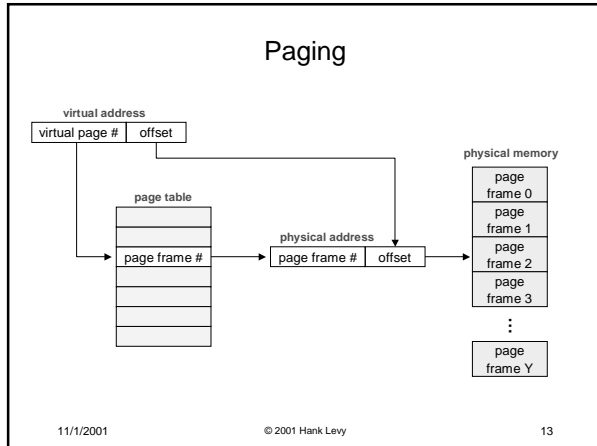 Paging
virtual address
virtual page # offset
page table
page frame #
physical address
page frame # offset
physical memory
page
frame 0
page
frame 1
page
frame 2
page
frame 3
...
page
frame Y
11/1/2001 © 2001 Hank Levy 13